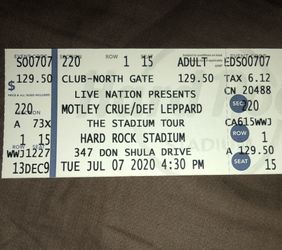 SO0707 220 1 15 ADULT EDS0707
129.50 CLUB-NORTH GATE 129.50 TAX 6.12
$ LIVE NATION PRESENTS CN 20488
220 MOTLEY CRUE/DEF LEPPARD SEC 220
A 73X THE STADIUM TOUR CA615WWJ
1 15 HARD ROCK STADIUM ROW 1
WWJ1227 347 DON SHULA DRIVE A 129.50
13DEC9 TUE JUL 07 2020 4:30 PM SEAT 15